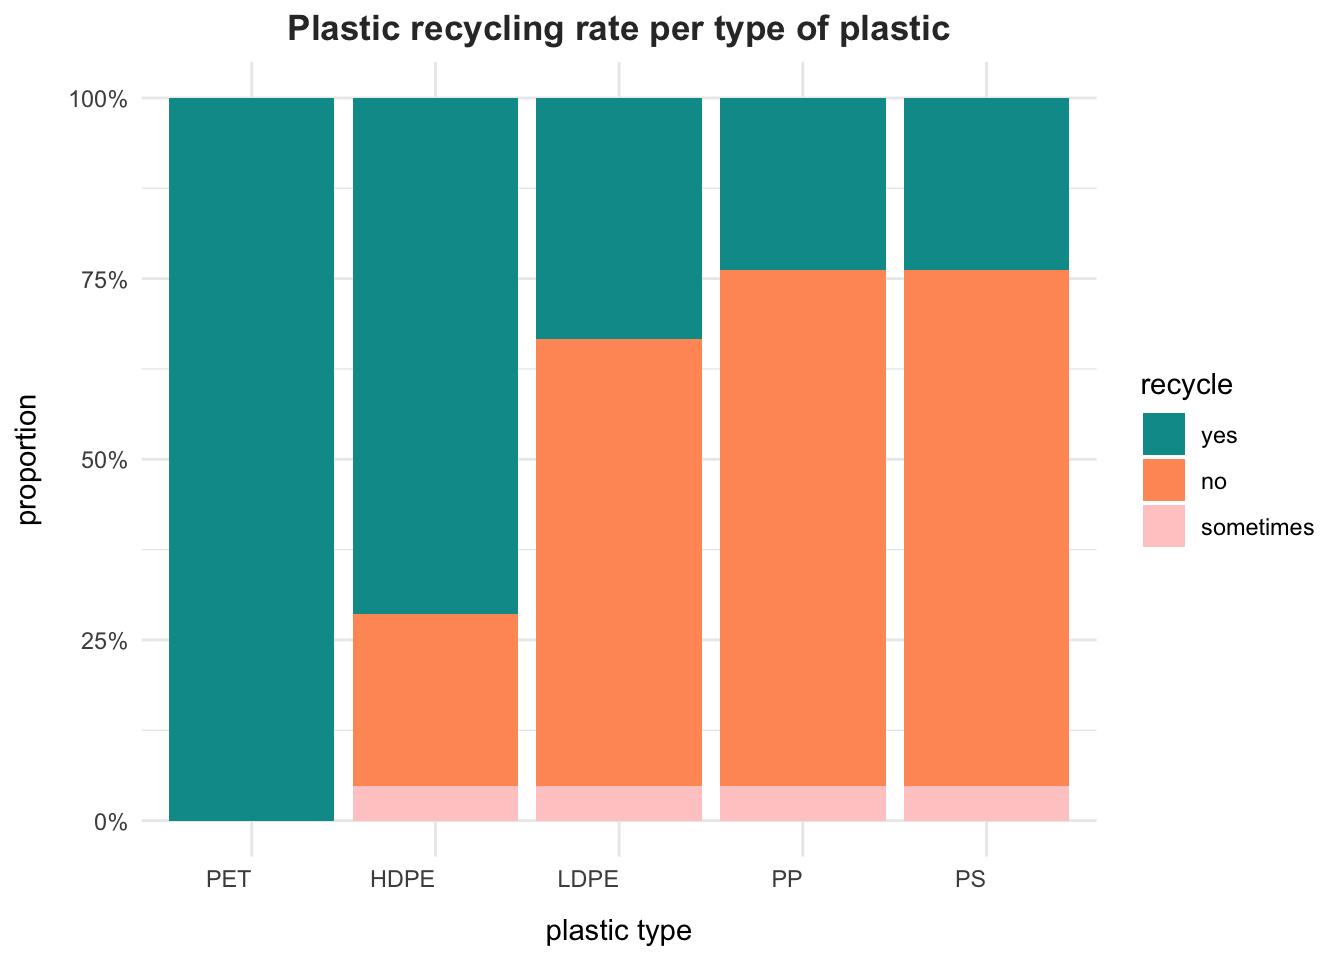 Plastic recycling rate per type of plastic
100%
75%
50%
25%
0%
proportion
PET HDPE LDPE PP PS
plastic type
recycle
yes
no
sometimes